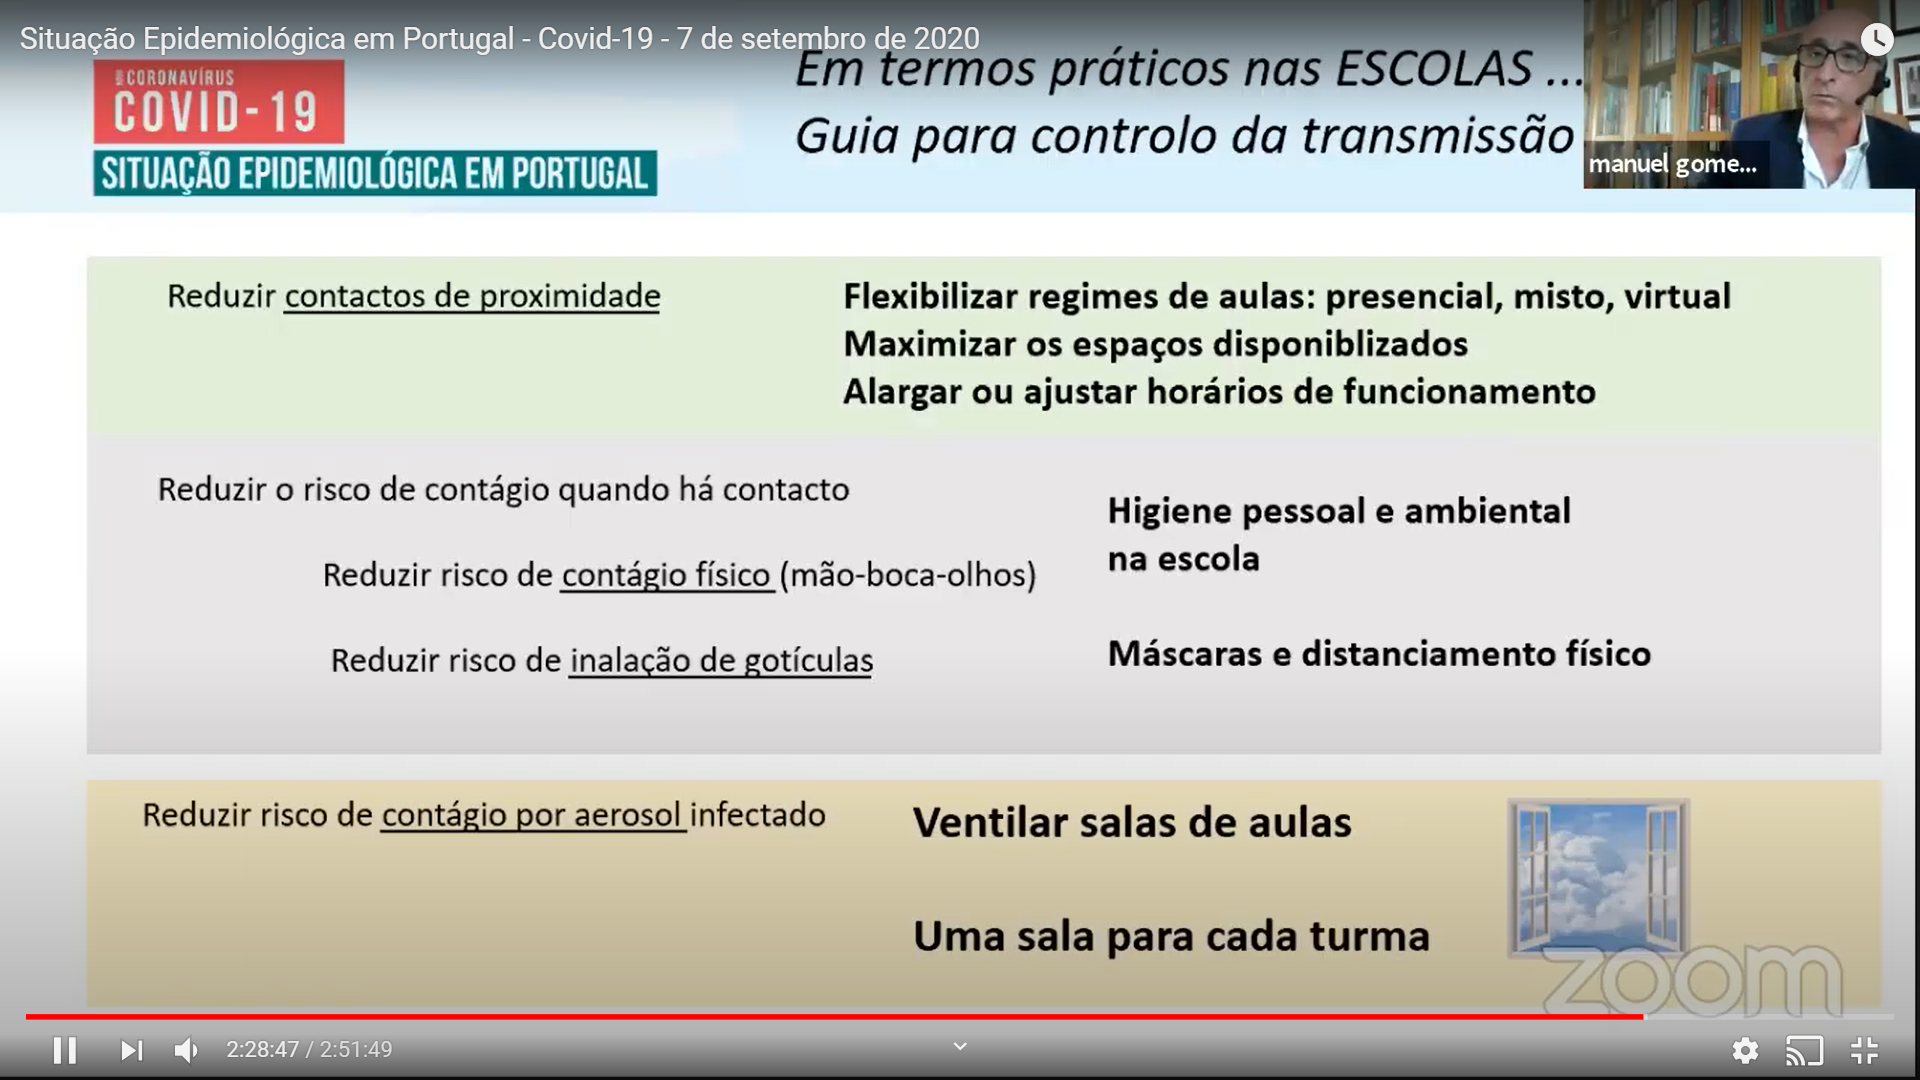 Situação Epidemiológica em Portugal - Covid-19 - 7 de setembro de 2020
CORONAVÍRUS
COVID-19
SITUAÇÃO EPIDEMIOLÓGICA EM PORTUGAL
Em termos práticos nas ESCOLAS ...
Guia para controlo da transmissão
manuel gome...
Reduzir contactos de proximidade
Flexibilizar regimes de aulas: presencial, misto, virtual
Maximizar os espaços disponiblizados
Alargar ou ajustar horários de funcionamento
Reduzir o risco de contágio quando há contacto
Reduzir risco de contágio físico (mão-boca-olhos)
Reduzir risco de inalação de gotículas
Higiene pessoal e ambiental
na escola
Máscaras e distanciamento físico
Reduzir risco de contágio por aerosol infectado
Ventilar salas de aulas
Uma sala para cada turma
zoom
2:28:47 / 2:51:49